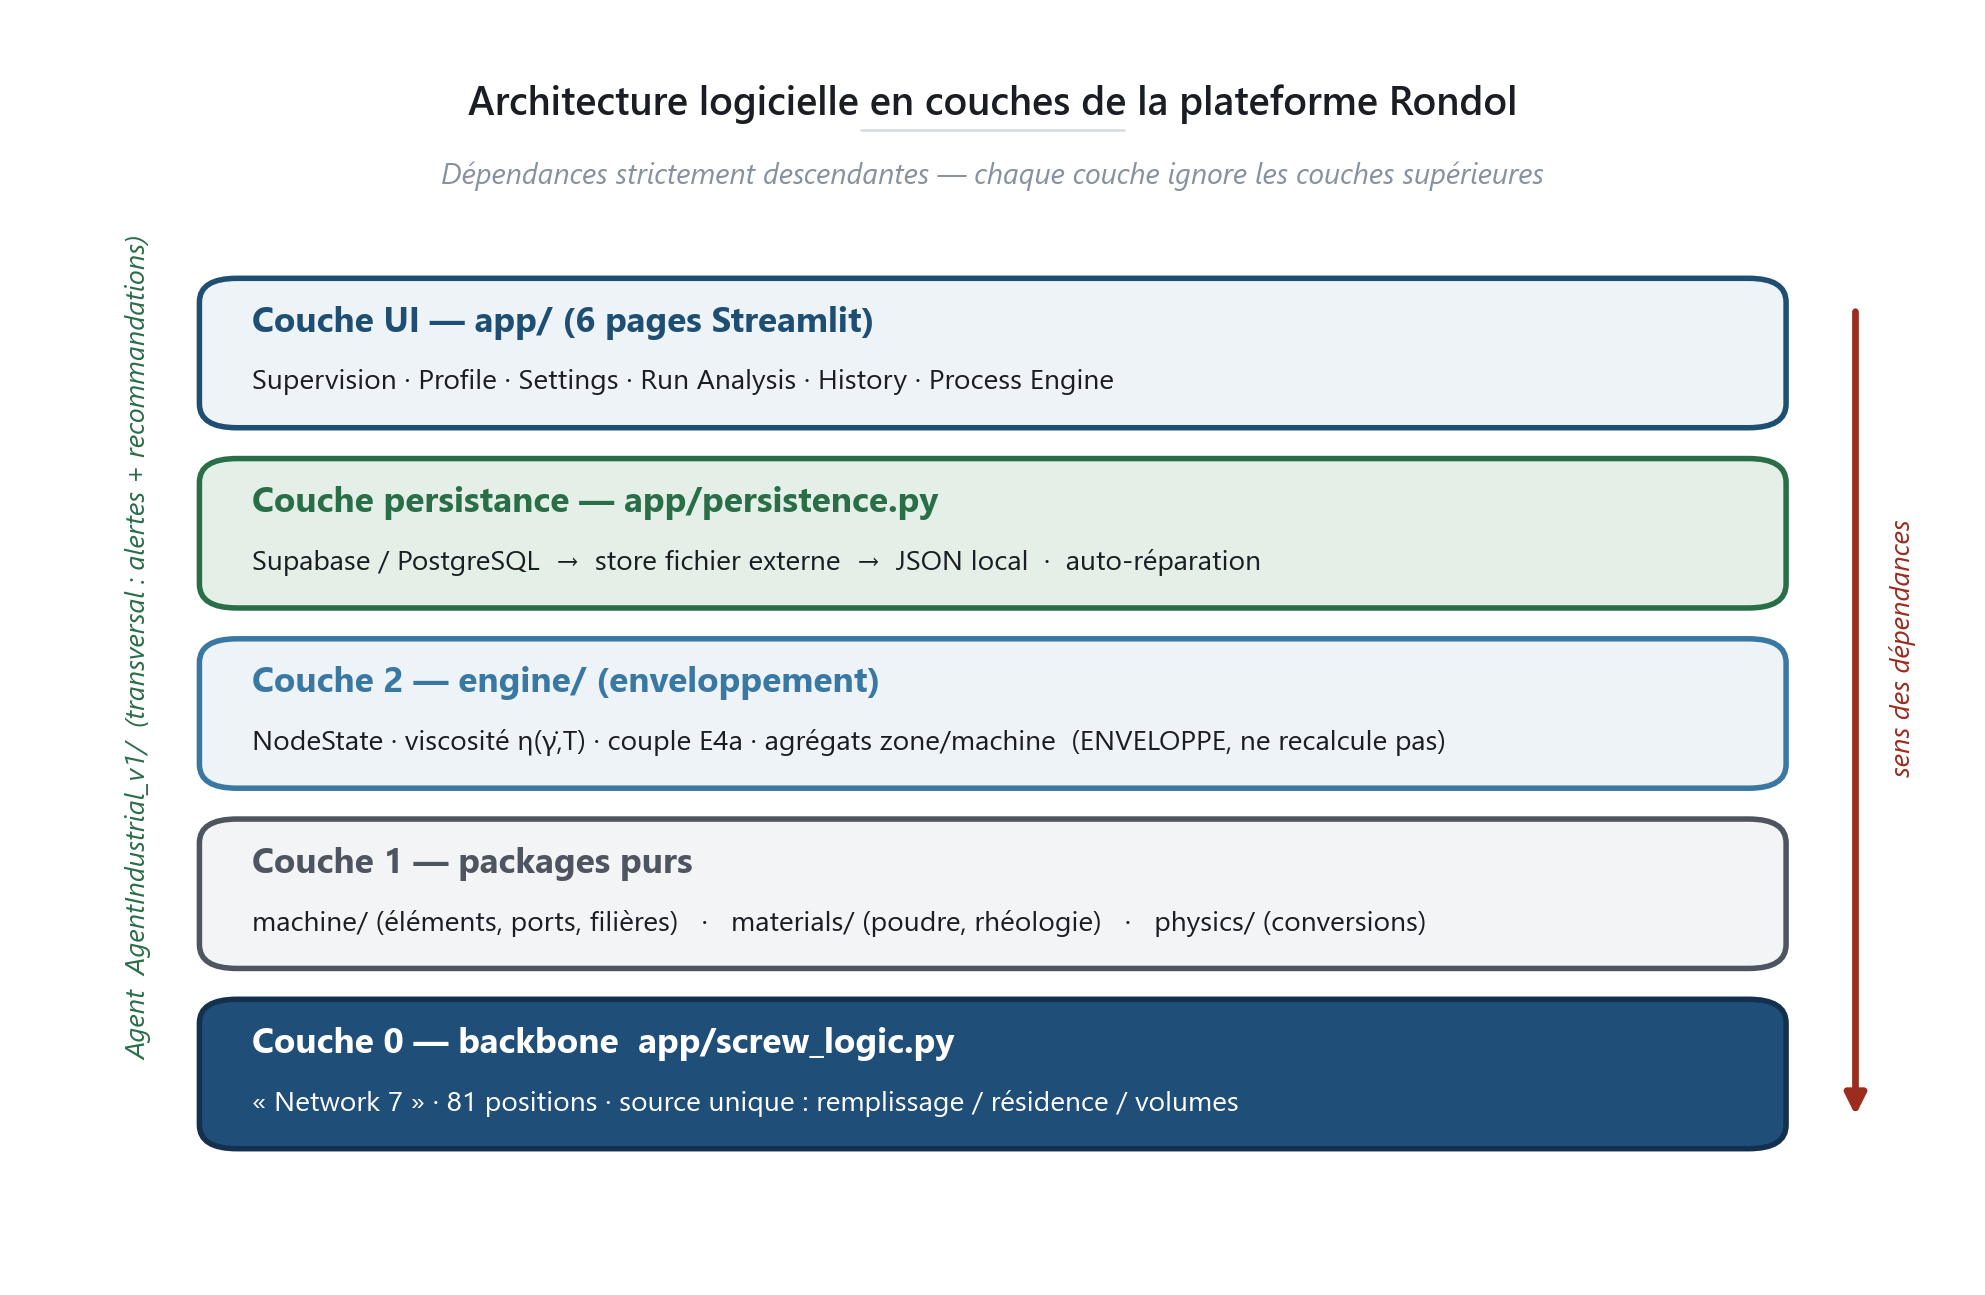 Architecture logicielle en couches de la plateforme Rondol
Dépendances strictement descendantes — chaque couche ignore les couches supérieures
Agent AgentIndustrial_v1/ (transversal : alertes + recommandations)
Couche UI — app/ (6 pages Streamlit)
Supervision · Profile · Settings · Run Analysis · History · Process Engine
Couche persistance — app/persistence.py
Supabase / PostgreSQL → store fichier externe → JSON local · auto-réparation
Couche 2 — engine/ (enveloppement)
NodeState · viscosité η(γ̇,T) · couple E4a · agrégats zone/machine (ENVELOPPE, ne recalcule pas)
Couche 1 — packages purs
machine/ (éléments, ports, filières) · materials/ (poudre, rhéologie) · physics/ (conversions)
Couche 0 — backbone app/screw_logic.py
« Network 7 » · 81 positions · source unique : remplissage / résidence / volumes
sens des dépendances